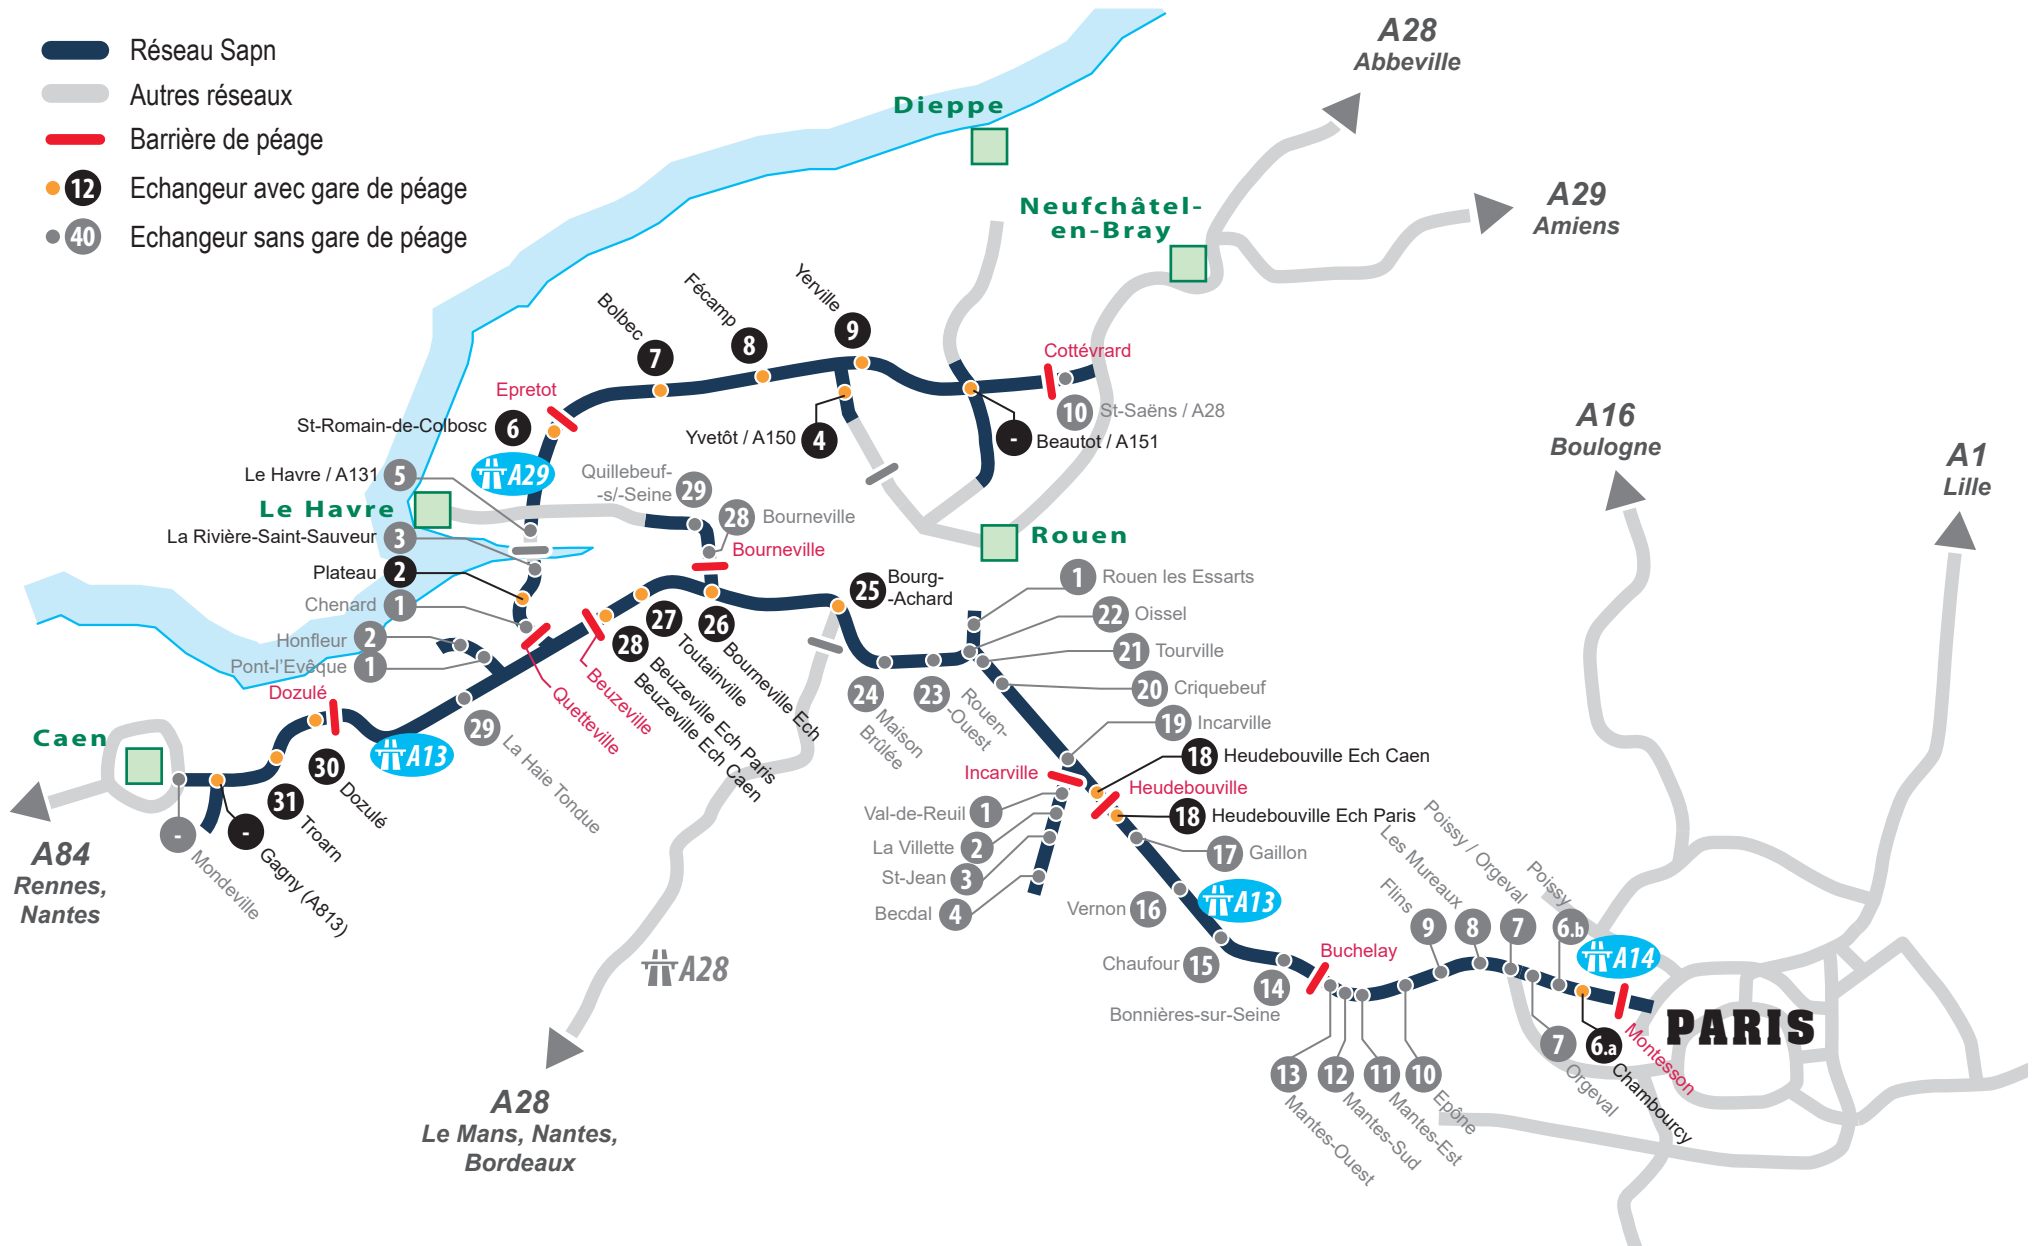 Réseau Sapn
Autres réseaux
Barrière de péage
12 Echangeur avec gare de péage
40 Echangeur sans gare de péage
A28
Abbeville
Dieppe
A29
Amiens
Neufchâtel-
en-Bray
Yerville
9
Fécamp
8
Bolbec
7
Cottévrard
Epretot
St-Romain-de-Colbosc 6
10 St-Saëns / A28
Yvetôt / A150 4
- Beautot / A151
A16
Boulogne
A1
Lille
Le Havre / A131 5
A29
Quillebeuf-
-s/-Seine 29
28 Bourneville
Le Havre
La Rivière-Saint-Sauveur 3
Bourneville
Rouen
Plateau 2
Chenard 1
Honfleur 2
Pont-l'Evêque 1
25 Bourg-
-Achard
1 Rouen les Essarts
22 Oissel
21 Tourville
20 Criquebeuf
19 Incarville
18 Heudebouville Ech Caen
Heudebouville
18 Heudebouville Ech Paris
17 Gaillon
27
Toutainville
26
Bourneville Ech
28
Beuzeville Ech Paris
Beuzeville Ech Caen
Beuzeville
Quetteville
29
La Haie Tondue
24
Maison
Brûlée
23
Rouen-
-Ouest
Dozulé
A13
Caen
30
Dozulé
31
Troarn
-
Gagny (A813)
-
Mondeville
A84
Rennes,
Nantes
Incarville
Val-de-Reuil 1
La Villette 2
St-Jean 3
Becdal 4
Vernon 16
A13
Chaufour 15
14
Bonnières-sur-Seine
Buchelay
A28
A28
Le Mans, Nantes,
Bordeaux
Flins
9
Les Mureaux
8
Poissy / Orgeval
7
Poissy
6.b
A14
PARIS
Montesson
6.a
Chambourcy
7
Orgeval
13
Mantes-Ouest
12
Mantes-Sud
11
Mantes-Est
10
Epône